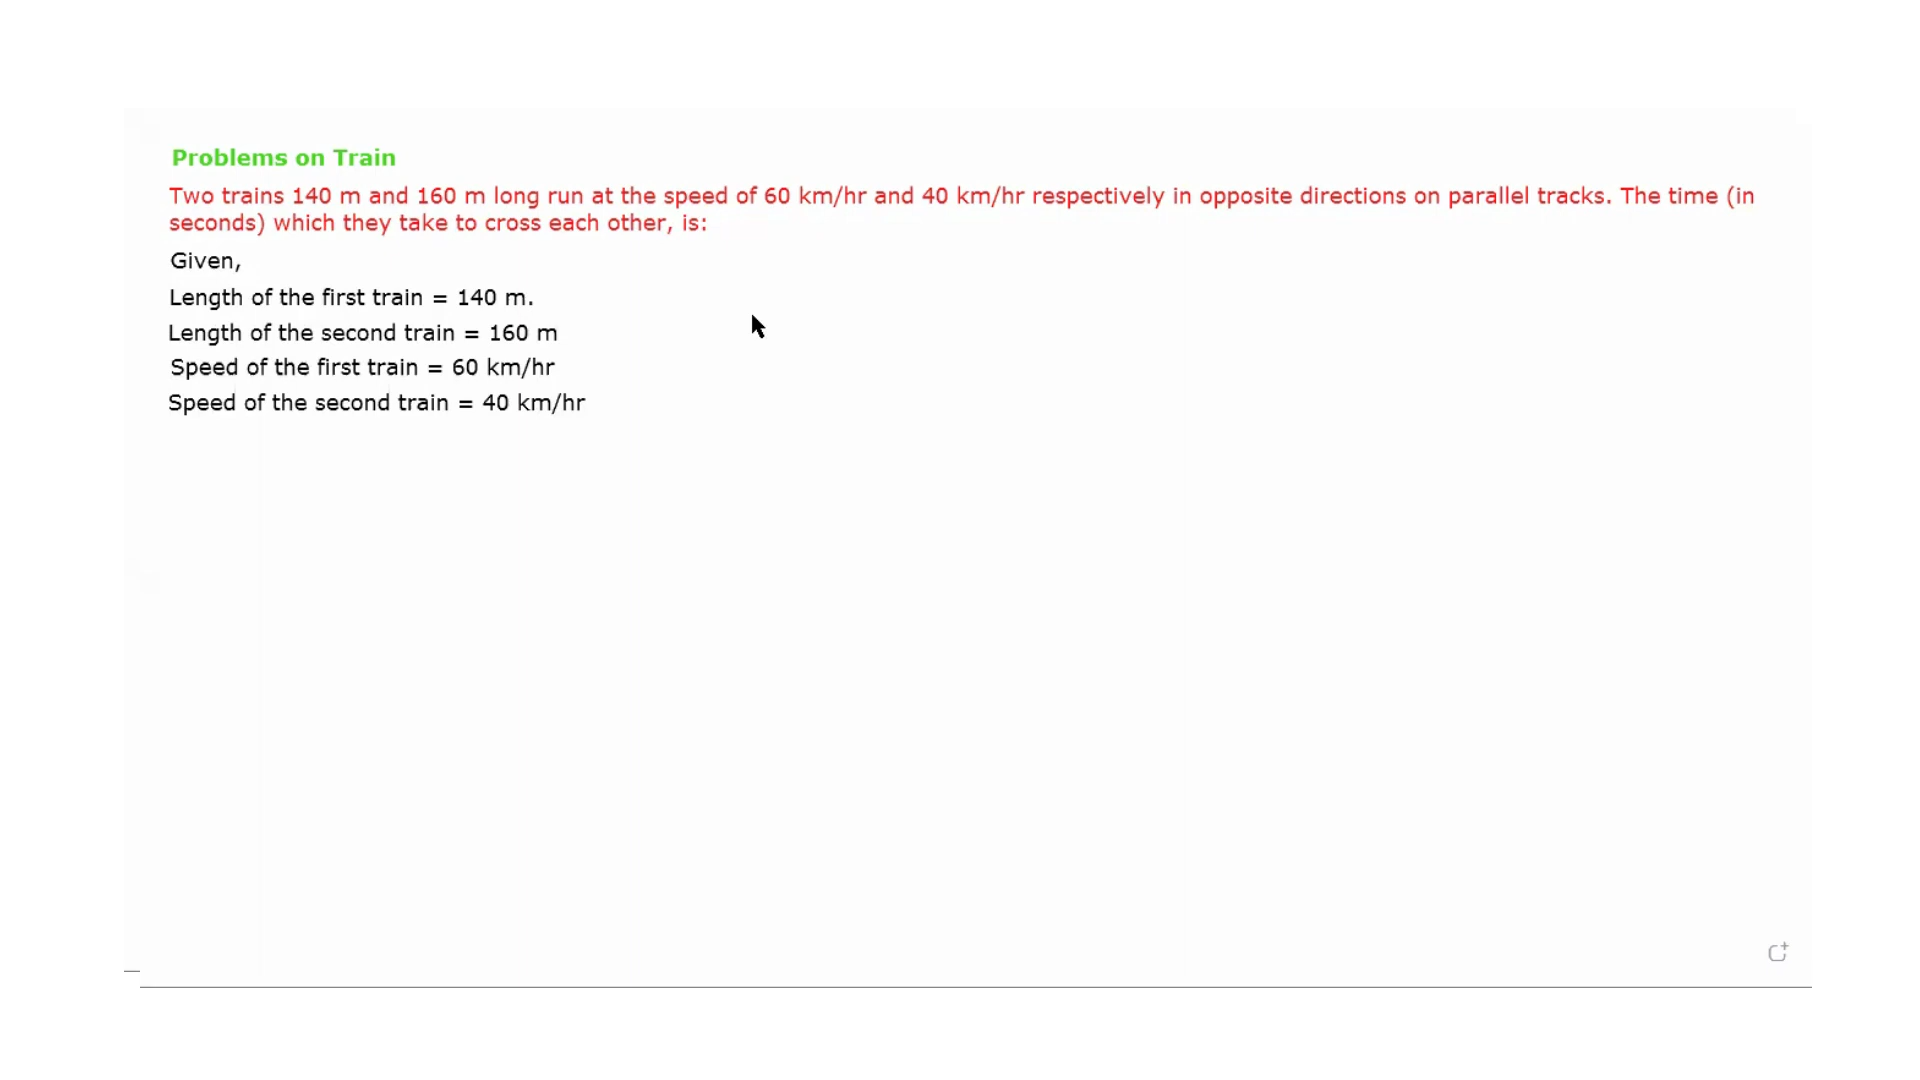 Problems on Train
Two trains 140 m and 160 m long run at the speed of 60 km/hr and 40 km/hr respectively in opposite directions on parallel tracks. The time (in
seconds) which they take to cross each other, is:
Given,
Length of the first train = 140 m.
Length of the second train = 160 m
Speed of the first train = 60 km/hr
Speed of the second train = 40 km/hr